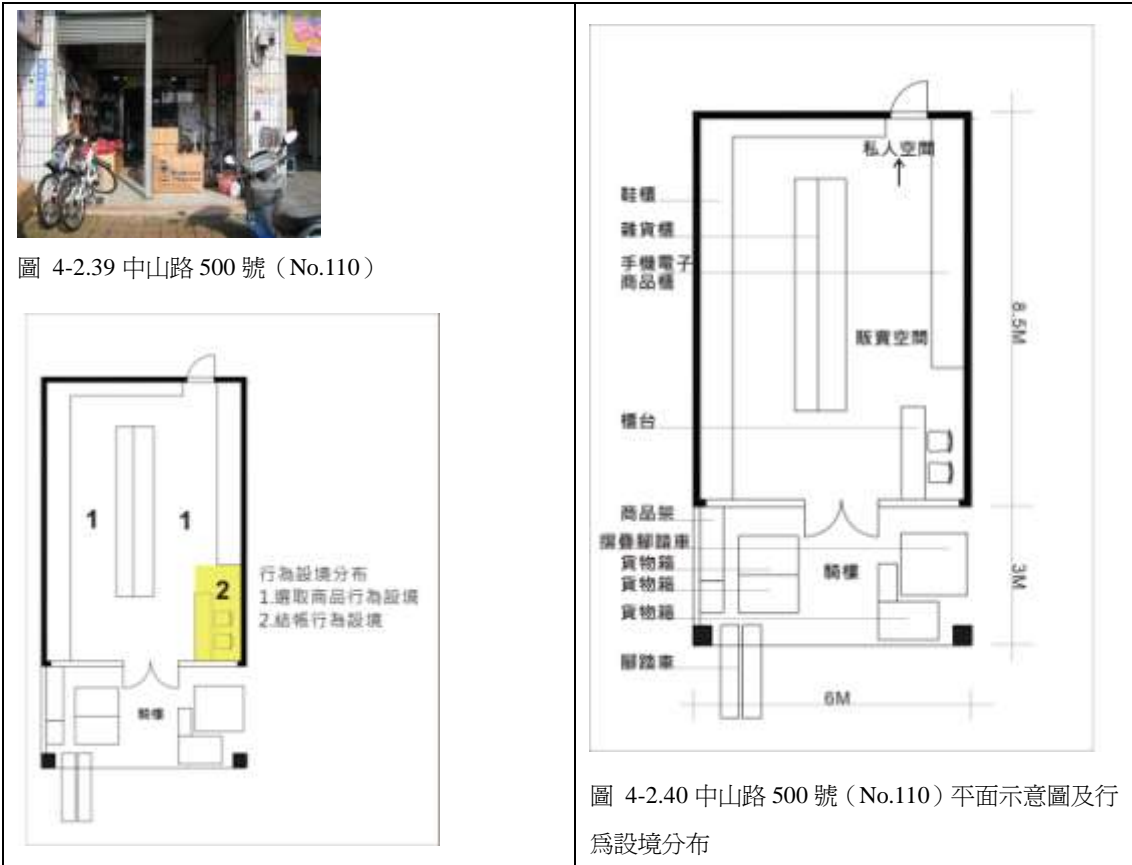 圖 4-2.39 中山路 500 號（No.110）
1
1
2
行為設境分布
1.選取商品行為設境
2.結帳行為設境
騎樓
私人空間
鞋櫃
雜貨櫃
手機電子
商品櫃
販賣空間
8.5M
櫃台
商品架
摺疊腳踏車
貨物箱
貨物箱
騎樓
貨物箱
3M
腳踏車
6M
圖 4-2.40 中山路 500 號（No.110）平面示意圖及行
為設境分布